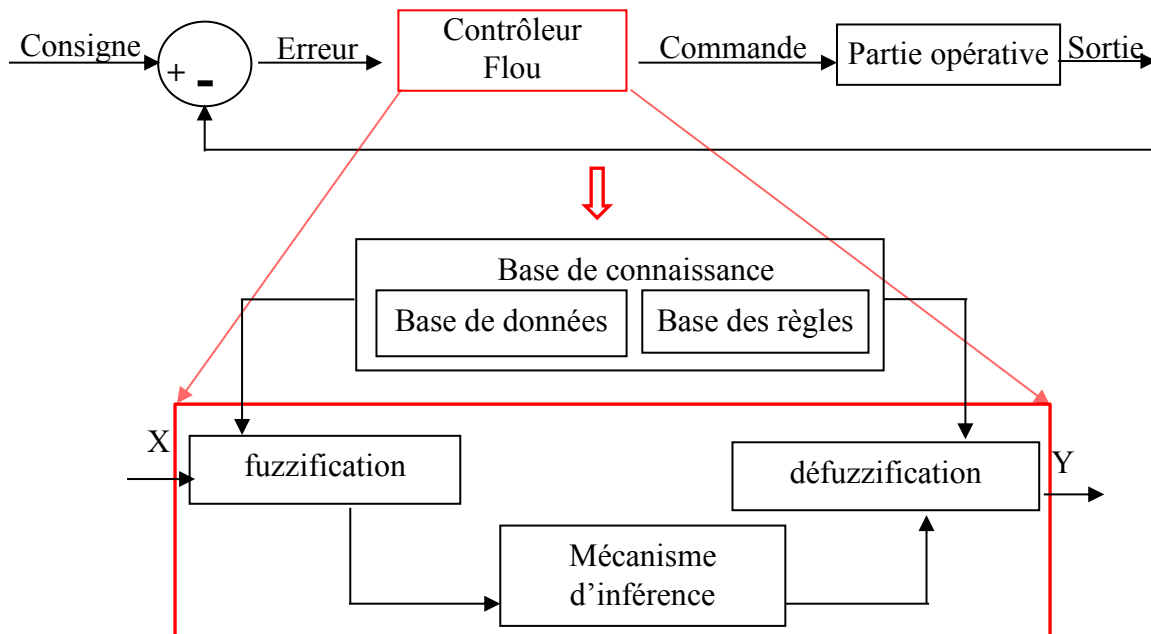 Consigne
+
-
Erreur
Contrôleur
Flou
Commande
Partie opérative
Sortie
Base de connaissance
Base de données
Base des règles
X
fuzzification
défuzzification
Y
Mécanisme
d’inférence